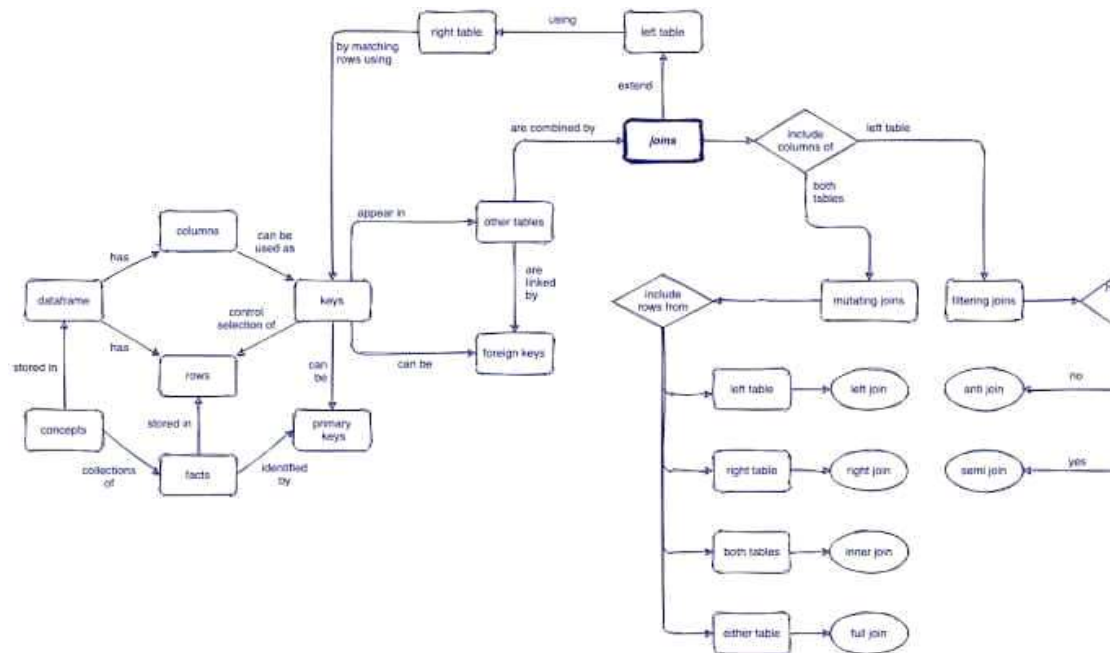 using
right table
left table
by matching
rows using
extend
are combined by
joins
include
columns of
left table
both
tables
appear in
other tables
columns
can be
used as
has
are
linked
by
dataframe
keys
include
rows from
mutating joins
filtering joins
control
selection of
has
foreign keys
can be
can
be
rows
stored in
left table
left join
anti join
no
concepts
stored in
primary
keys
collections
of
facts
identified
by
right table
right join
semi join
yes
both tables
inner join
either table
full join